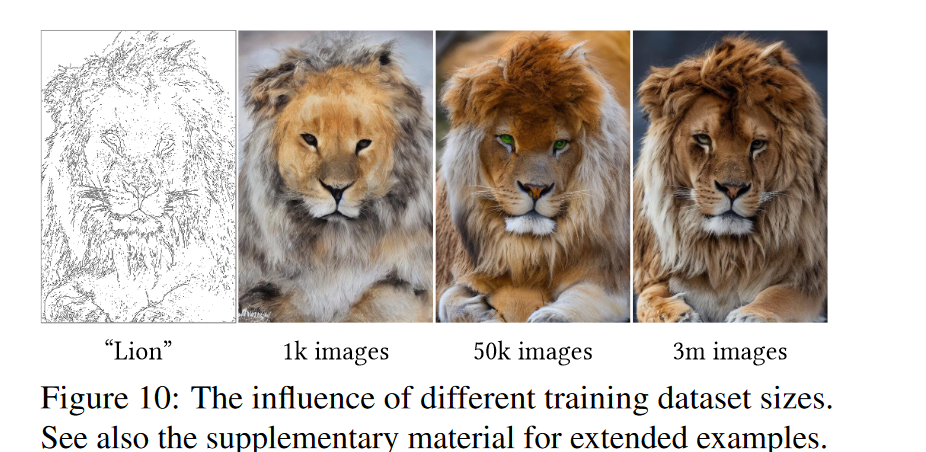 “Lion”
1k images
50k images
3m images
Figure 10: The influence of different training dataset sizes.
See also the supplementary material for extended examples.